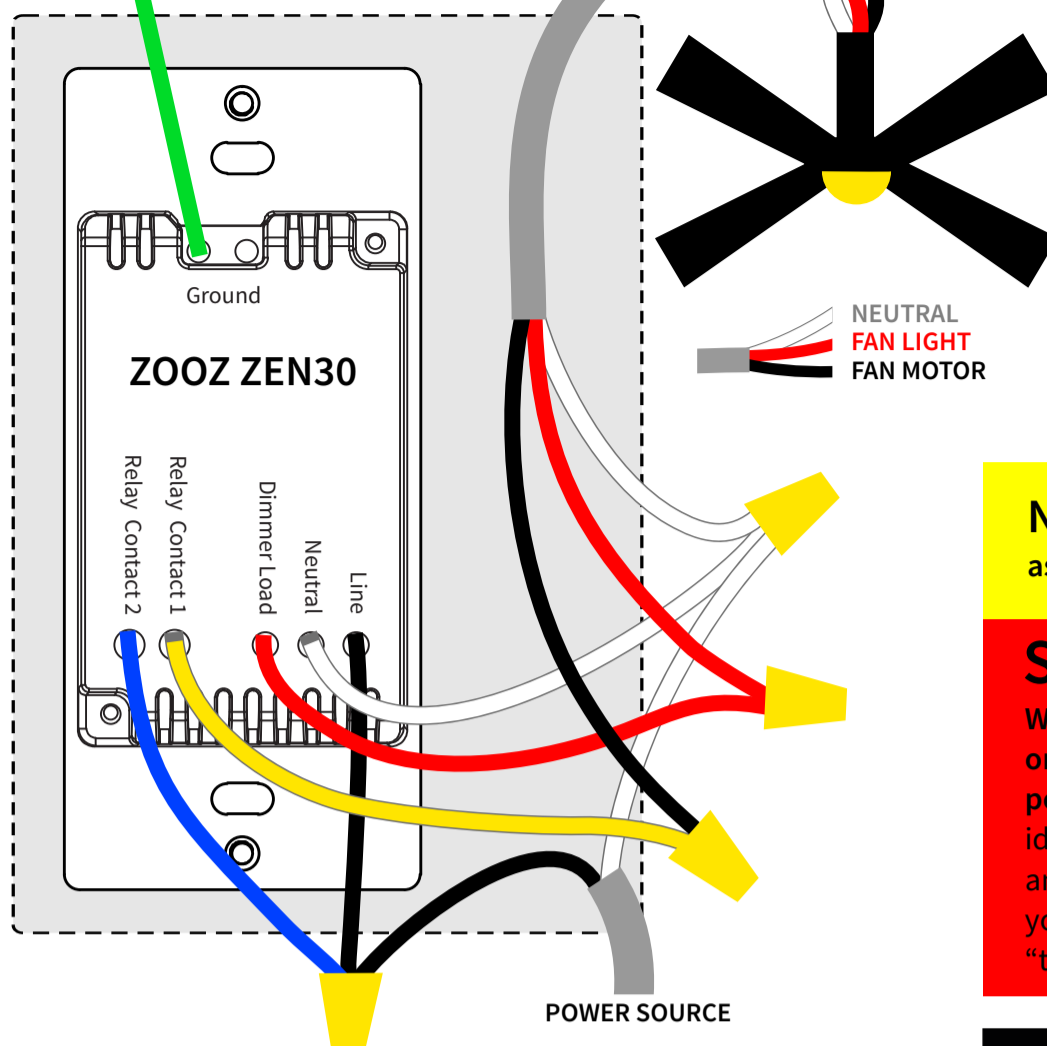 Ground
ZOOZ ZEN30
Relay Contact 2
Relay Contact 1
Dimmer Load
Neutral
Line
NEUTRAL
FAN LIGHT
FAN MOTOR
POWER SOURCE